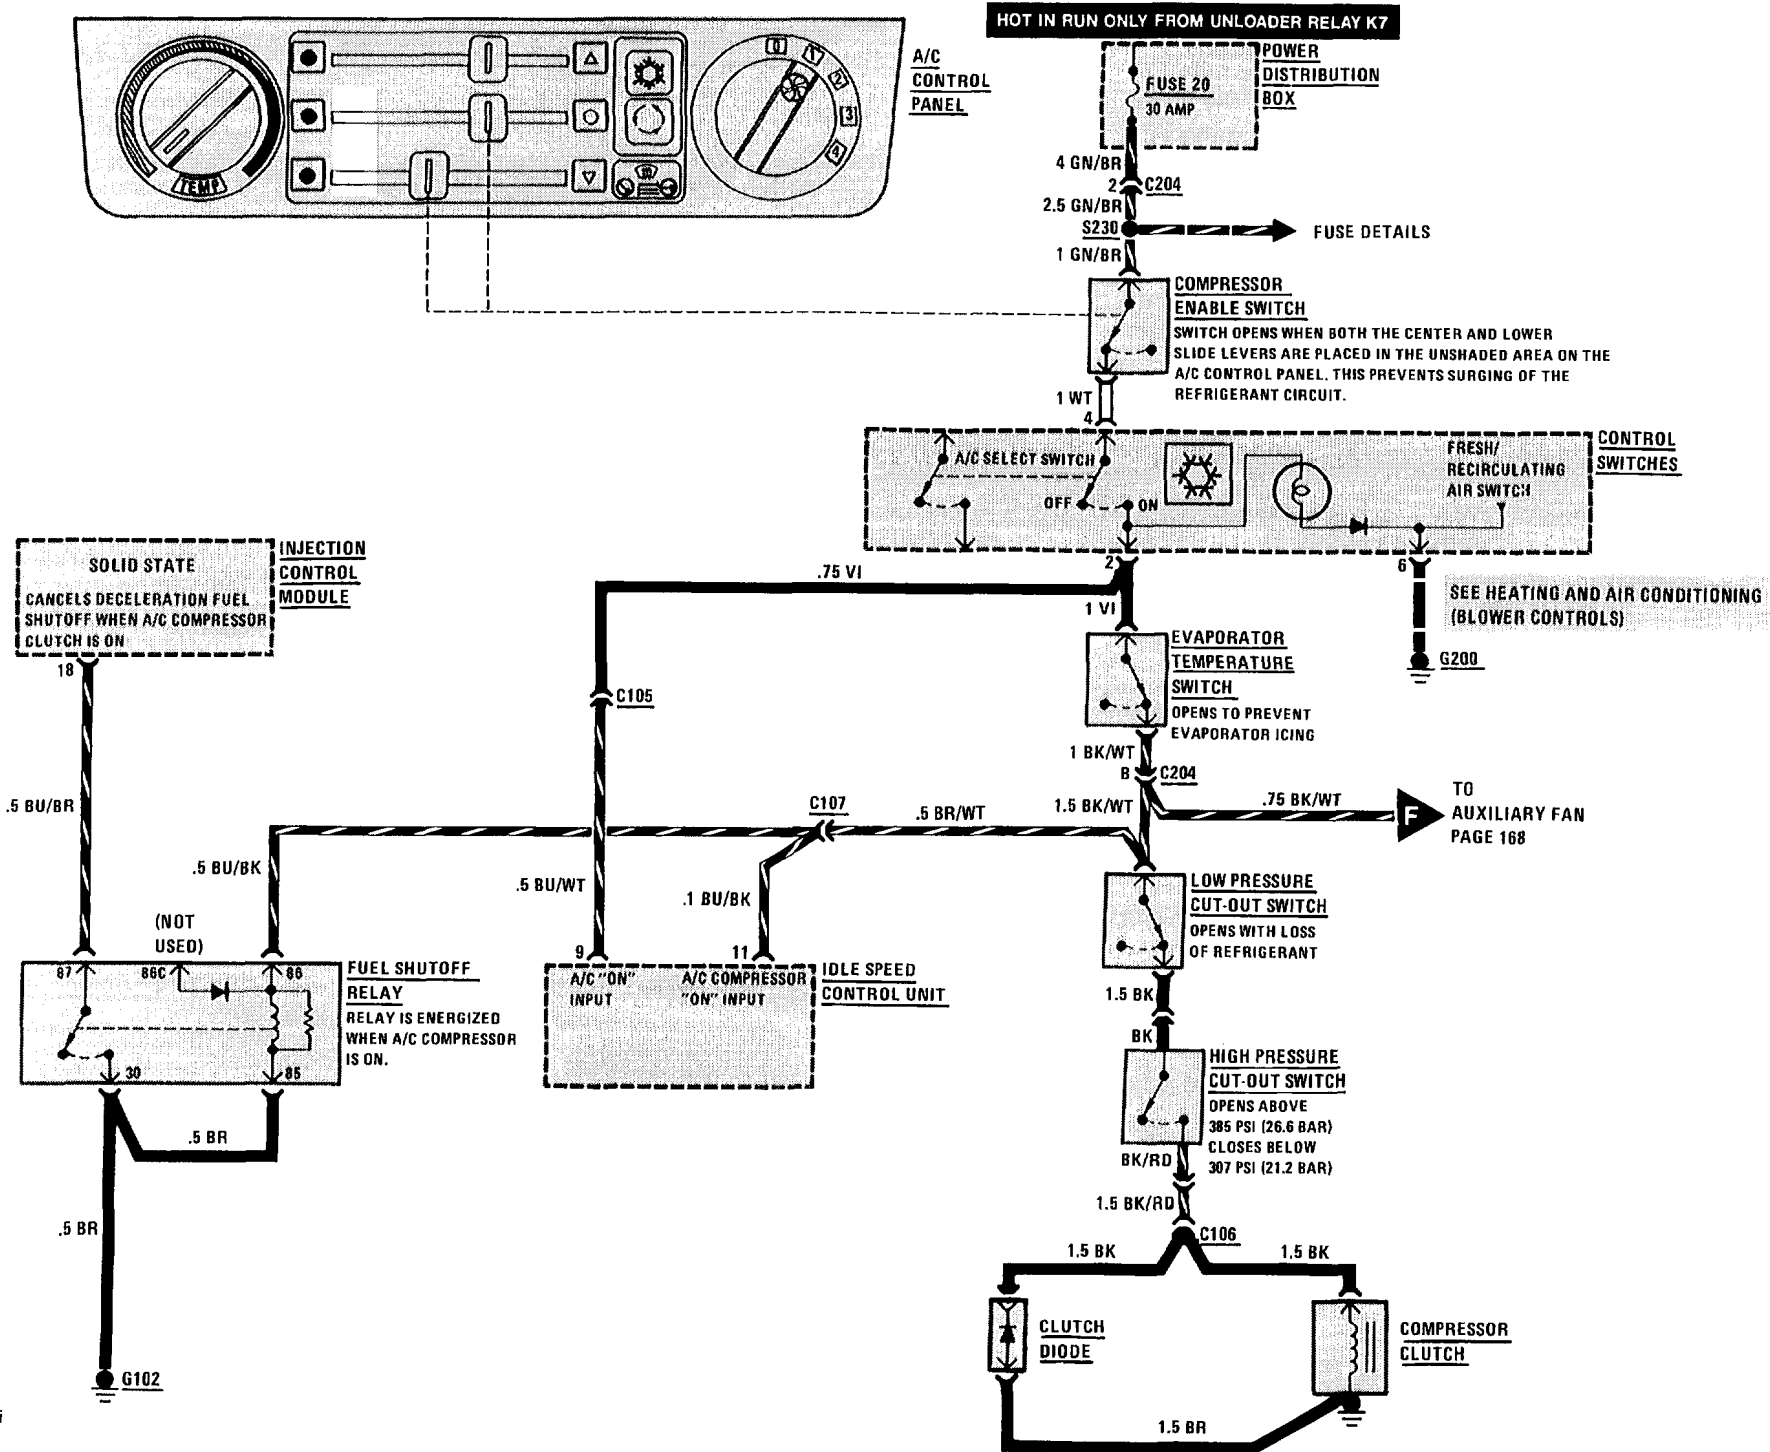 HOT IN RUN ONLY FROM UNLOADER RELAY K7
A/C
CONTROL
PANEL
TEMP
0
1
2
3
4
POWER
DISTRIBUTION
BOX
FUSE 20
30 AMP
4 GN/BR
2
C204
2.5 GN/BR
S230
FUSE DETAILS
1 GN/BR
COMPRESSOR
ENABLE SWITCH
SWITCH OPENS WHEN BOTH THE CENTER AND LOWER
SLIDE LEVERS ARE PLACED IN THE UNSHADED AREA ON THE
A/C CONTROL PANEL. THIS PREVENTS SURGING OF THE
REFRIGERANT CIRCUIT.
1 WT
4
CONTROL
SWITCHES
A/C SELECT SWITCH
OFF
ON
FRESH/
RECIRCULATING
AIR SWITCH
2
6
.75 VI
1 VI
SEE HEATING AND AIR CONDITIONING
(BLOWER CONTROLS)
G200
SOLID STATE
CANCELS DECELERATION FUEL
SHUTOFF WHEN A/C COMPRESSOR
CLUTCH IS ON
INJECTION
CONTROL
MODULE
18
C105
EVAPORATOR
TEMPERATURE
SWITCH
OPENS TO PREVENT
EVAPORATOR ICING
1 BK/WT
B
C204
1.5 BK/WT
.75 BK/WT
F
TO
AUXILIARY FAN
PAGE 168
.5 BU/BR
C107
.5 BR/WT
.5 BU/BK
.5 BU/WT
.1 BU/BK
(NOT
USED)
LOW PRESSURE
CUT-OUT SWITCH
OPENS WITH LOSS
OF REFRIGERANT
87
86C
86
FUEL SHUTOFF
RELAY
RELAY IS ENERGIZED
WHEN A/C COMPRESSOR
IS ON.
30
85
9
11
A/C "ON"
INPUT
A/C COMPRESSOR
"ON" INPUT
IDLE SPEED
CONTROL UNIT
1.5 BK
BK
HIGH PRESSURE
CUT-OUT SWITCH
OPENS ABOVE
385 PSI (26.6 BAR)
CLOSES BELOW
307 PSI (21.2 BAR)
BK/RD
1.5 BK/RD
C106
.5 BR
.5 BR
G102
1.5 BK
1.5 BK
CLUTCH
DIODE
COMPRESSOR
CLUTCH
1.5 BR